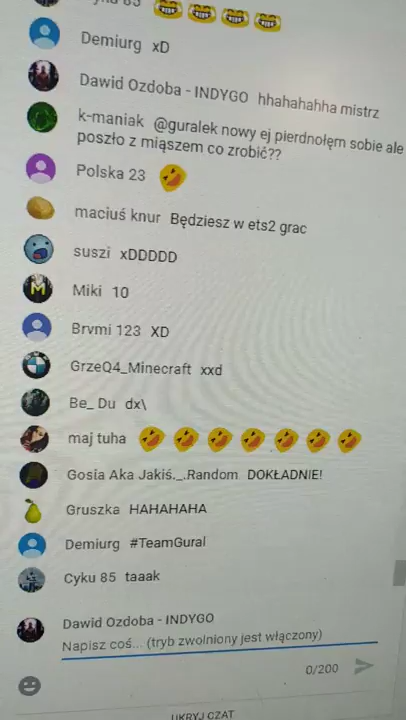 85
Demiurg xD
Dawid Ozdoba - INDYGO hhahahahha mistrz
k-maniak @guralek nowy ej pierdnołęm sobie ale
poszło z miąszem co zrobić??
Polska 23
maciuś knur Będziesz w ets2 grac
suszi xDDDDD
M
Miki 10
Brvmi 123 XD
GrzeQ4_Minecraft xxd
Be_ Du dx\
maj tuha
Gosia Aka Jakiś._.Random DOKŁADNIE!
Gruszka HAHAHAHA
Demiurg #TeamGural
Cyku 85 taaak
Dawid Ozdoba - INDYGO
Napisz coś... (tryb zwolniony jest włączony)
0/200
UKRYJ CZAT